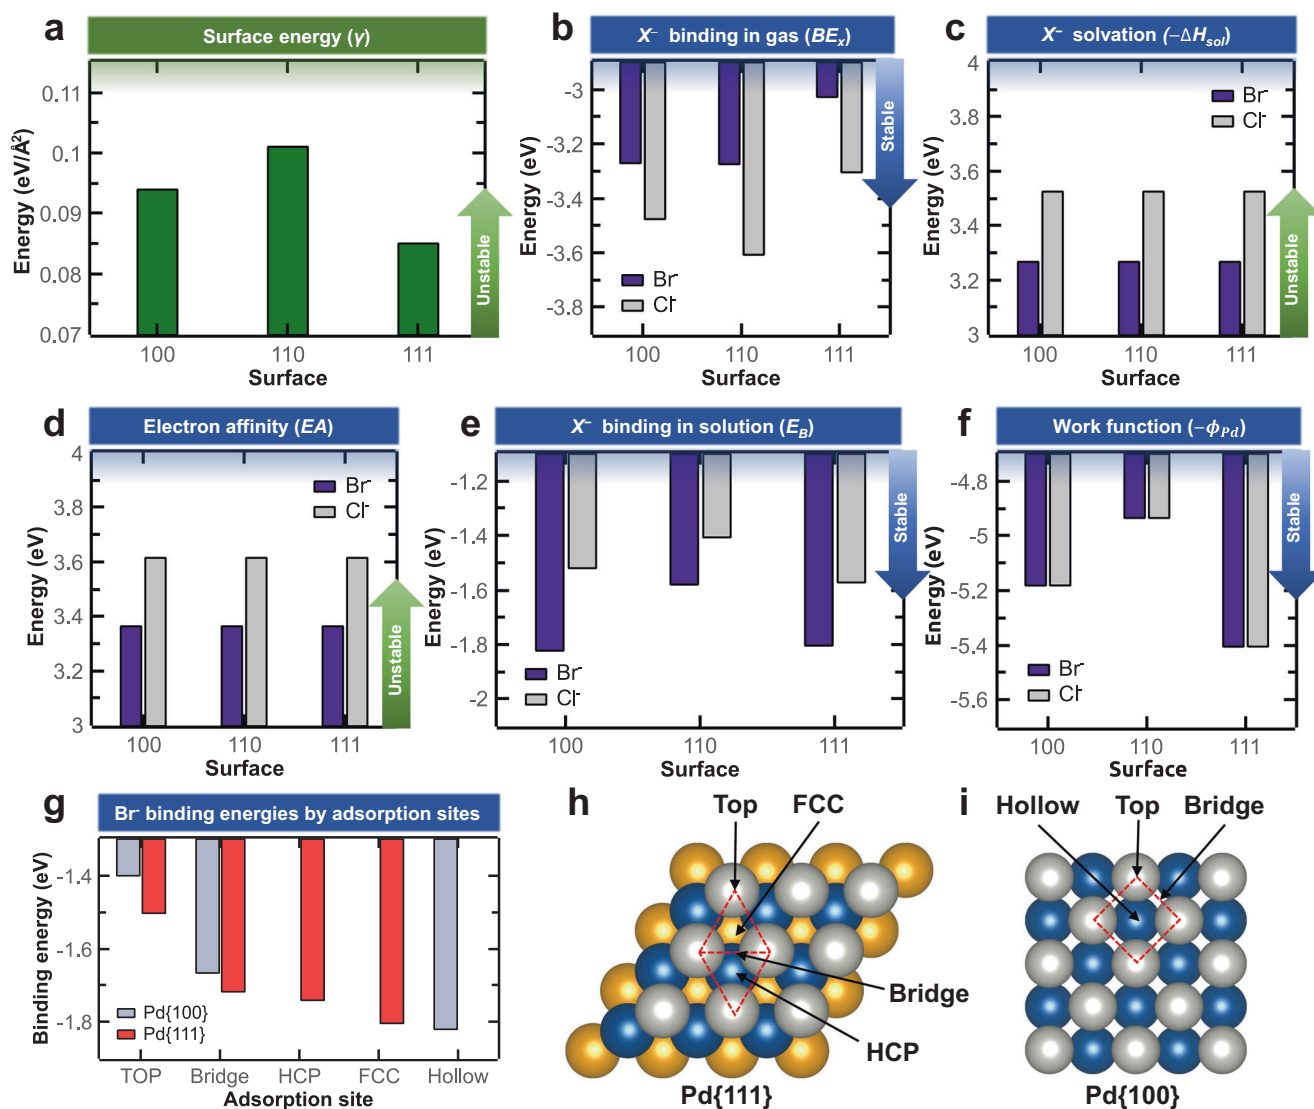 a
Surface energy (γ)
Energy (eV/Å²)
0.11
0.1
0.09
0.08
0.07
100 110 111
Surface
Unstable
b
X⁻ binding in gas (BEₓ)
Energy (eV)
-3
-3.2
-3.4
-3.6
-3.8
Br⁻
Cl⁻
100 110 111
Surface
Stable
c
X⁻ solvation (−ΔH_sol)
Energy (eV)
4
3.8
3.6
3.4
3.2
3
Br⁻
Cl⁻
100 110 111
Surface
Unstable
d
Electron affinity (EA)
Energy (eV)
4
3.8
3.6
3.4
3.2
3
Br⁻
Cl⁻
100 110 111
Surface
Unstable
e
X⁻ binding in solution (E_B)
Energy (eV)
-1.2
-1.4
-1.6
-1.8
-2
Br⁻
Cl⁻
100 110 111
Surface
Stable
f
Work function (−ϕ_Pd)
Energy (eV)
-4.8
-5
-5.2
-5.4
-5.6
Br⁻
Cl⁻
100 110 111
Surface
Stable
g
Br⁻ binding energies by adsorption sites
Binding energy (eV)
-1.4
-1.6
-1.8
Pd{100}
Pd{111}
TOP Bridge HCP FCC Hollow
Adsorption site
h
Top FCC
Bridge
HCP
Pd{111}
i
Hollow Top Bridge
Pd{100}